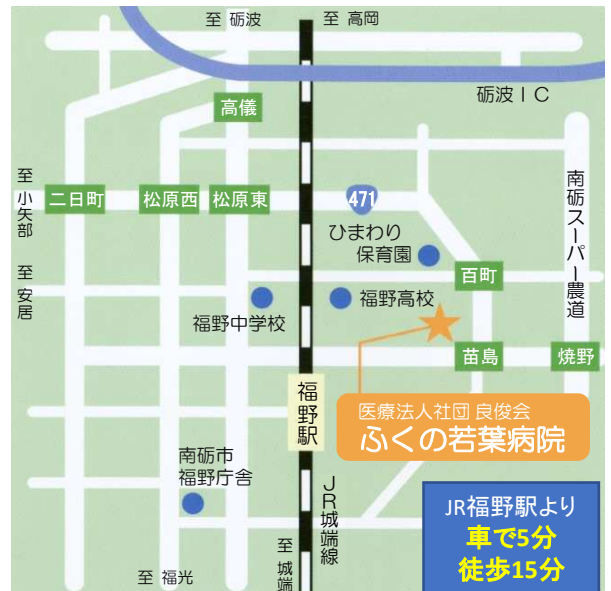 至 砺波
至 高岡
砺波IC
高儀
至 小矢部
二日町
松原西
松原東
471
南砺スーパー農道
ひまわり
保育園
至 安居
百町
福野中学校
福野高校
苗島
焼野
福野駅
医療法人社団 良俊会
ふくの若葉病院
南砺市
福野庁舎
JR城端線
JR福野駅より
車で5分
徒歩15分
至 福光
至 城端